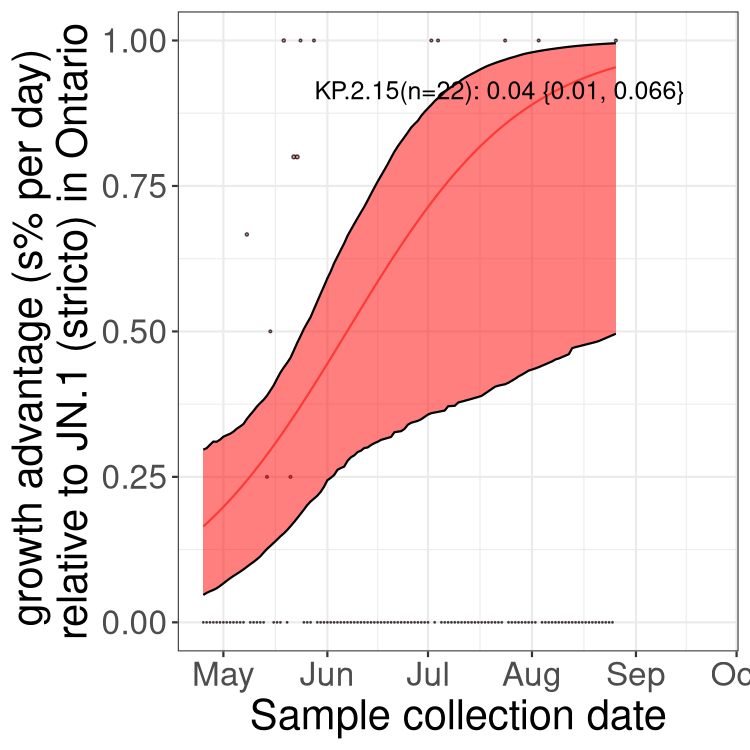 growth advantage (s% per day)
relative to JN.1 (stricto) in Ontario
1.00
0.75
0.50
0.25
0.00
KP.2.15(n=22): 0.04 {0.01, 0.066}
May Jun Jul Aug Sep Oc
Sample collection date